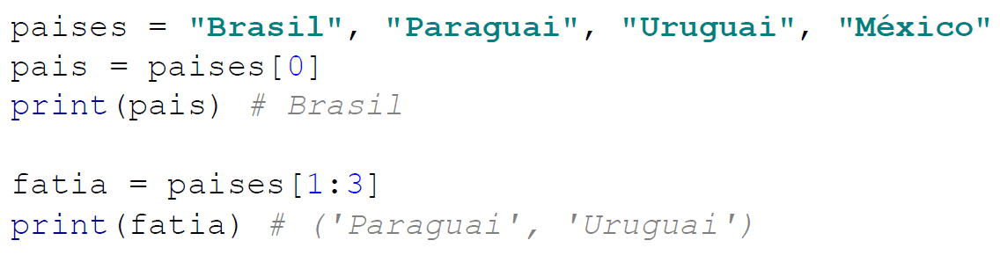 paises = "Brasil", "Paraguai", "Uruguai", "México"
pais = paises[0]
print(pais) # Brasil
fatia = paises[1:3]
print(fatia) # ('Paraguai', 'Uruguai')